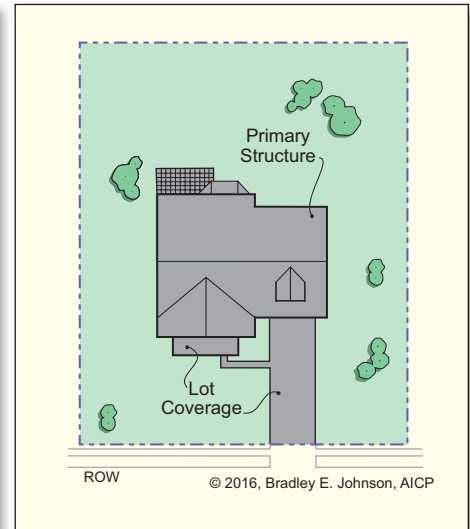 Primary
Structure
Lot
Coverage
ROW
© 2016, Bradley E. Johnson, AICP